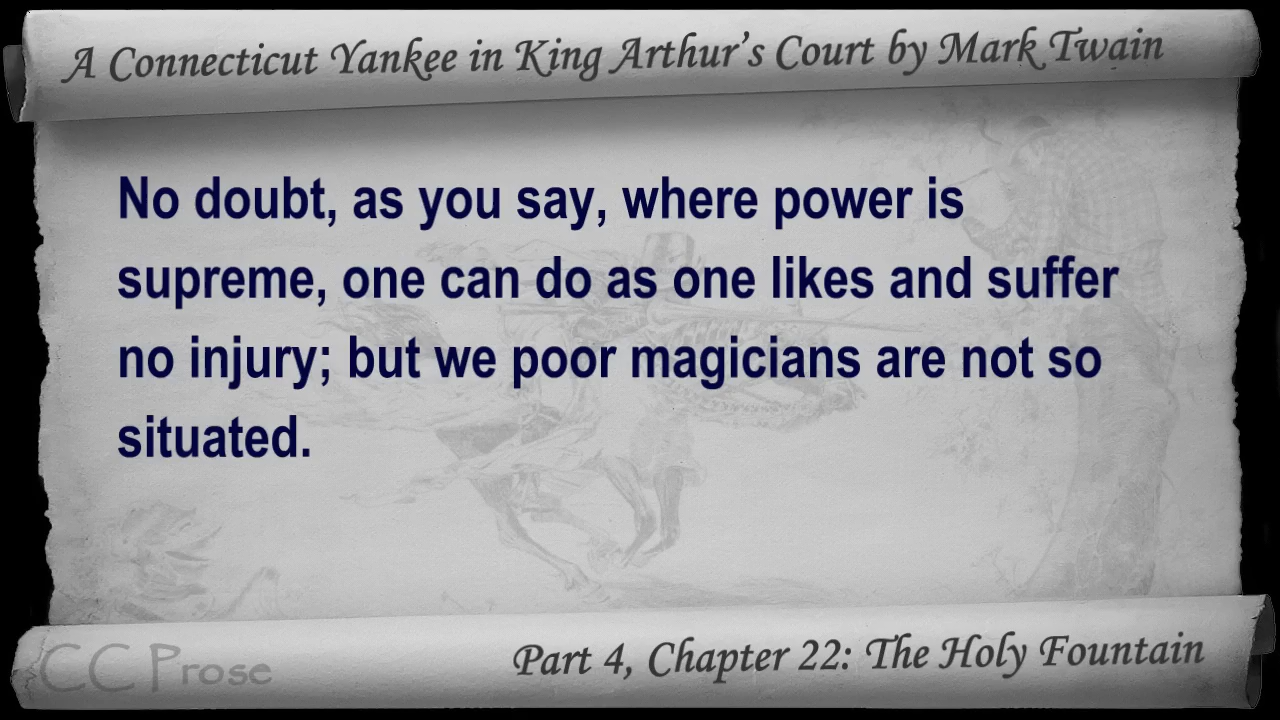 A Connecticut Yankee in King Arthur's Court by Mark Twain
No doubt, as you say, where power is
supreme, one can do as one likes and suffer
no injury; but we poor magicians are not so
situated.
CC Prose
Part 4, Chapter 22: The Holy Fountain